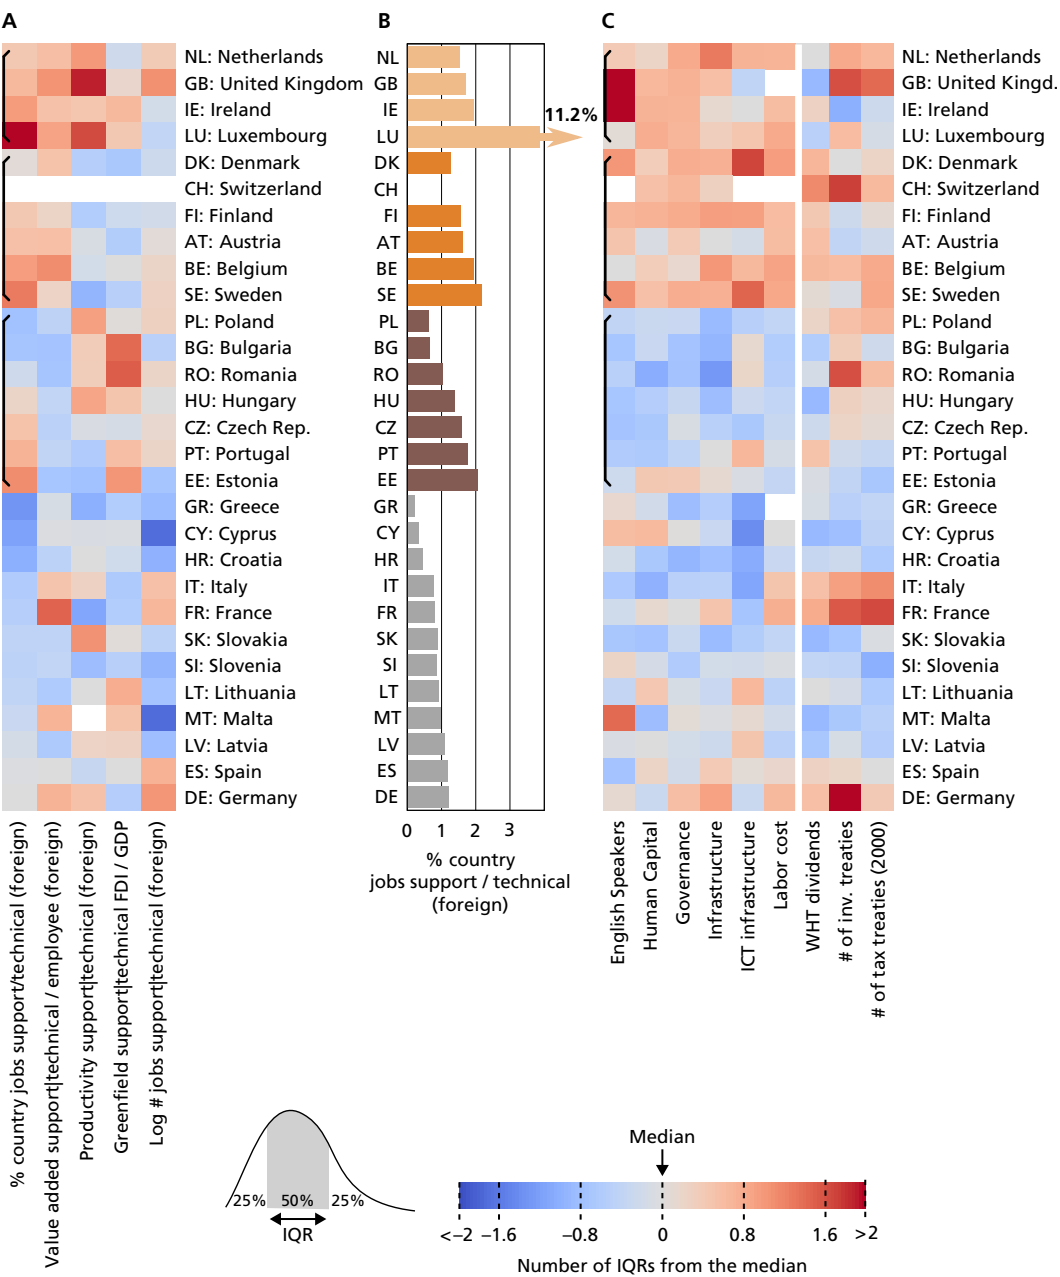 A
B
C
NL: Netherlands
GB: United Kingdom
IE: Ireland
LU: Luxembourg
DK: Denmark
CH: Switzerland
FI: Finland
AT: Austria
BE: Belgium
SE: Sweden
PL: Poland
BG: Bulgaria
RO: Romania
HU: Hungary
CZ: Czech Rep.
PT: Portugal
EE: Estonia
GR: Greece
CY: Cyprus
HR: Croatia
IT: Italy
FR: France
SK: Slovakia
SI: Slovenia
LT: Lithuania
MT: Malta
LV: Latvia
ES: Spain
DE: Germany
% country jobs support/technical (foreign)
Value added support|technical / employee (foreign)
Productivity support|technical (foreign)
Greenfield support|technical FDI / GDP
Log # jobs support|technical (foreign)
NL
GB
IE
LU
DK
CH
FI
AT
BE
SE
PL
BG
RO
HU
CZ
PT
EE
GR
CY
HR
IT
FR
SK
SI
LT
MT
LV
ES
DE
11.2%
0 1 2 3
% country
jobs support / technical
(foreign)
NL: Netherlands
GB: United Kingd.
IE: Ireland
LU: Luxembourg
DK: Denmark
CH: Switzerland
FI: Finland
AT: Austria
BE: Belgium
SE: Sweden
PL: Poland
BG: Bulgaria
RO: Romania
HU: Hungary
CZ: Czech Rep.
PT: Portugal
EE: Estonia
GR: Greece
CY: Cyprus
HR: Croatia
IT: Italy
FR: France
SK: Slovakia
SI: Slovenia
LT: Lithuania
MT: Malta
LV: Latvia
ES: Spain
DE: Germany
English Speakers
Human Capital
Governance
Infrastructure
ICT infrastructure
Labor cost
WHT dividends
# of inv. treaties
# of tax treaties (2000)
25% 50% 25%
IQR
Median
<−2 −1.6 −0.8 0 0.8 1.6 >2
Number of IQRs from the median